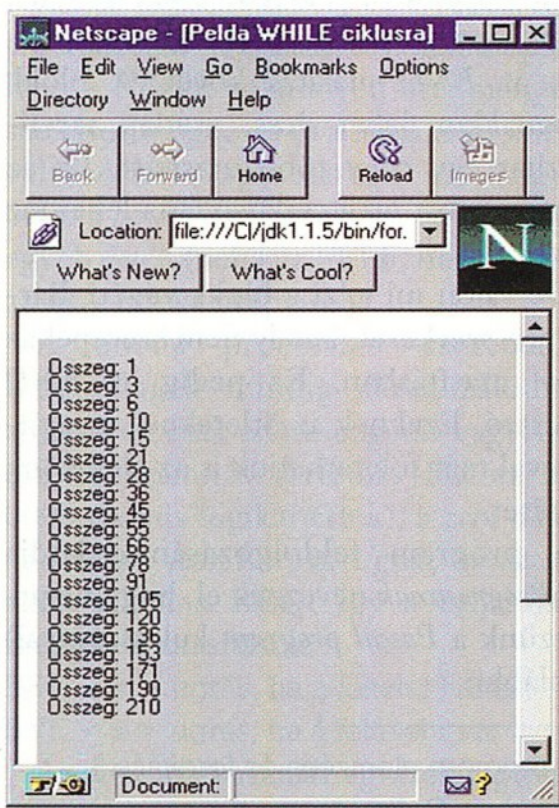 Netscape - [Pelda WHILE ciklusra]
File Edit View Go Bookmarks Options
Directory Window Help
Back Forward Home Reload Images
Location: file:///C|/jdk1.1.5/bin/for.
N
What's New? What's Cool?
Osszeg: 1
Osszeg: 3
Osszeg: 6
Osszeg: 10
Osszeg: 15
Osszeg: 21
Osszeg: 28
Osszeg: 36
Osszeg: 45
Osszeg: 55
Osszeg: 66
Osszeg: 78
Osszeg: 91
Osszeg: 105
Osszeg: 120
Osszeg: 136
Osszeg: 153
Osszeg: 171
Osszeg: 190
Osszeg: 210
Document: